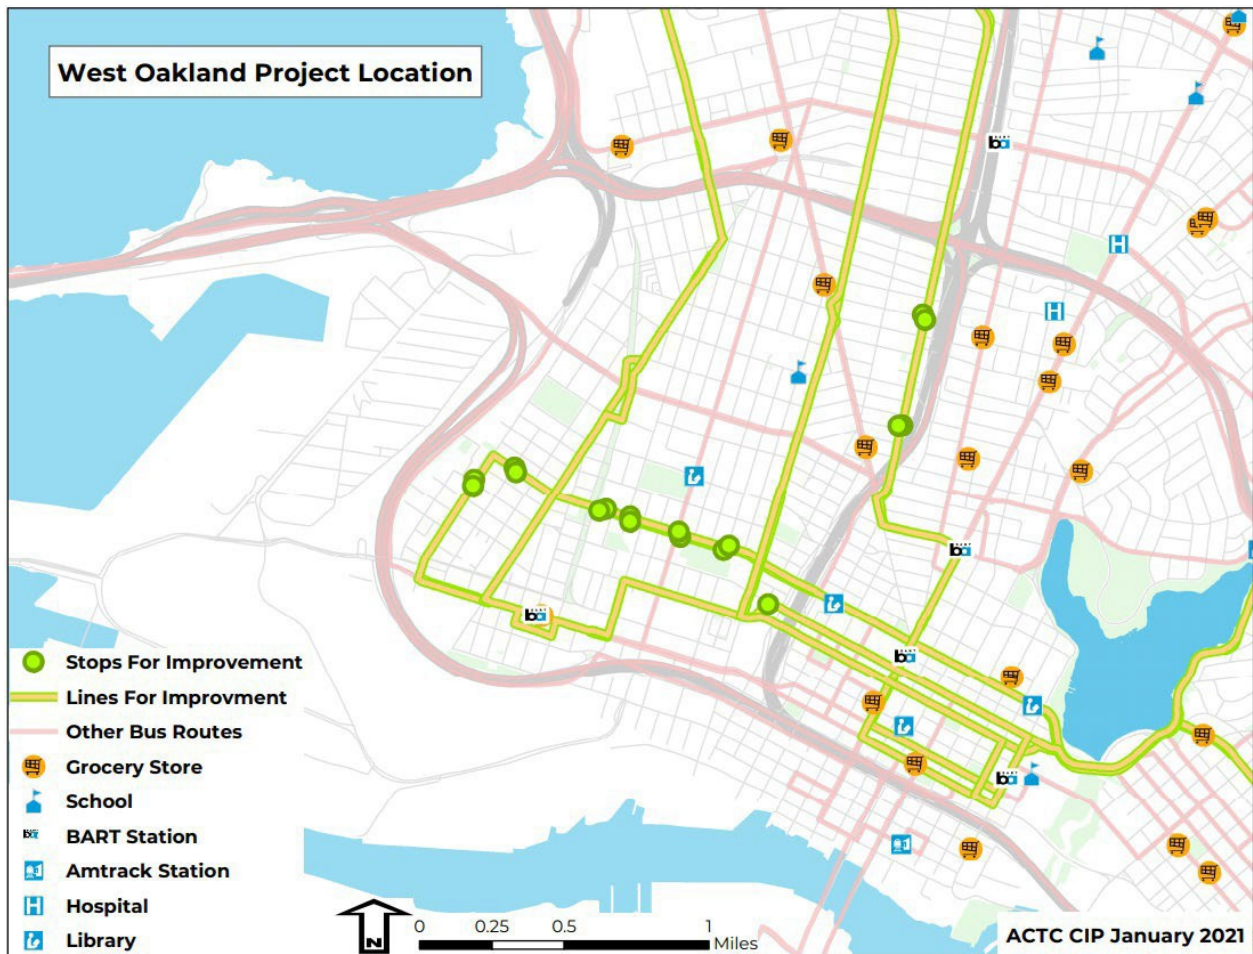 West Oakland Project Location
Stops For Improvement
Lines For Improvment
Other Bus Routes
Grocery Store
School
BART Station
Amtrack Station
Hospital
Library
N
0 0.25 0.5 1
Miles
ACTC CIP January 2021